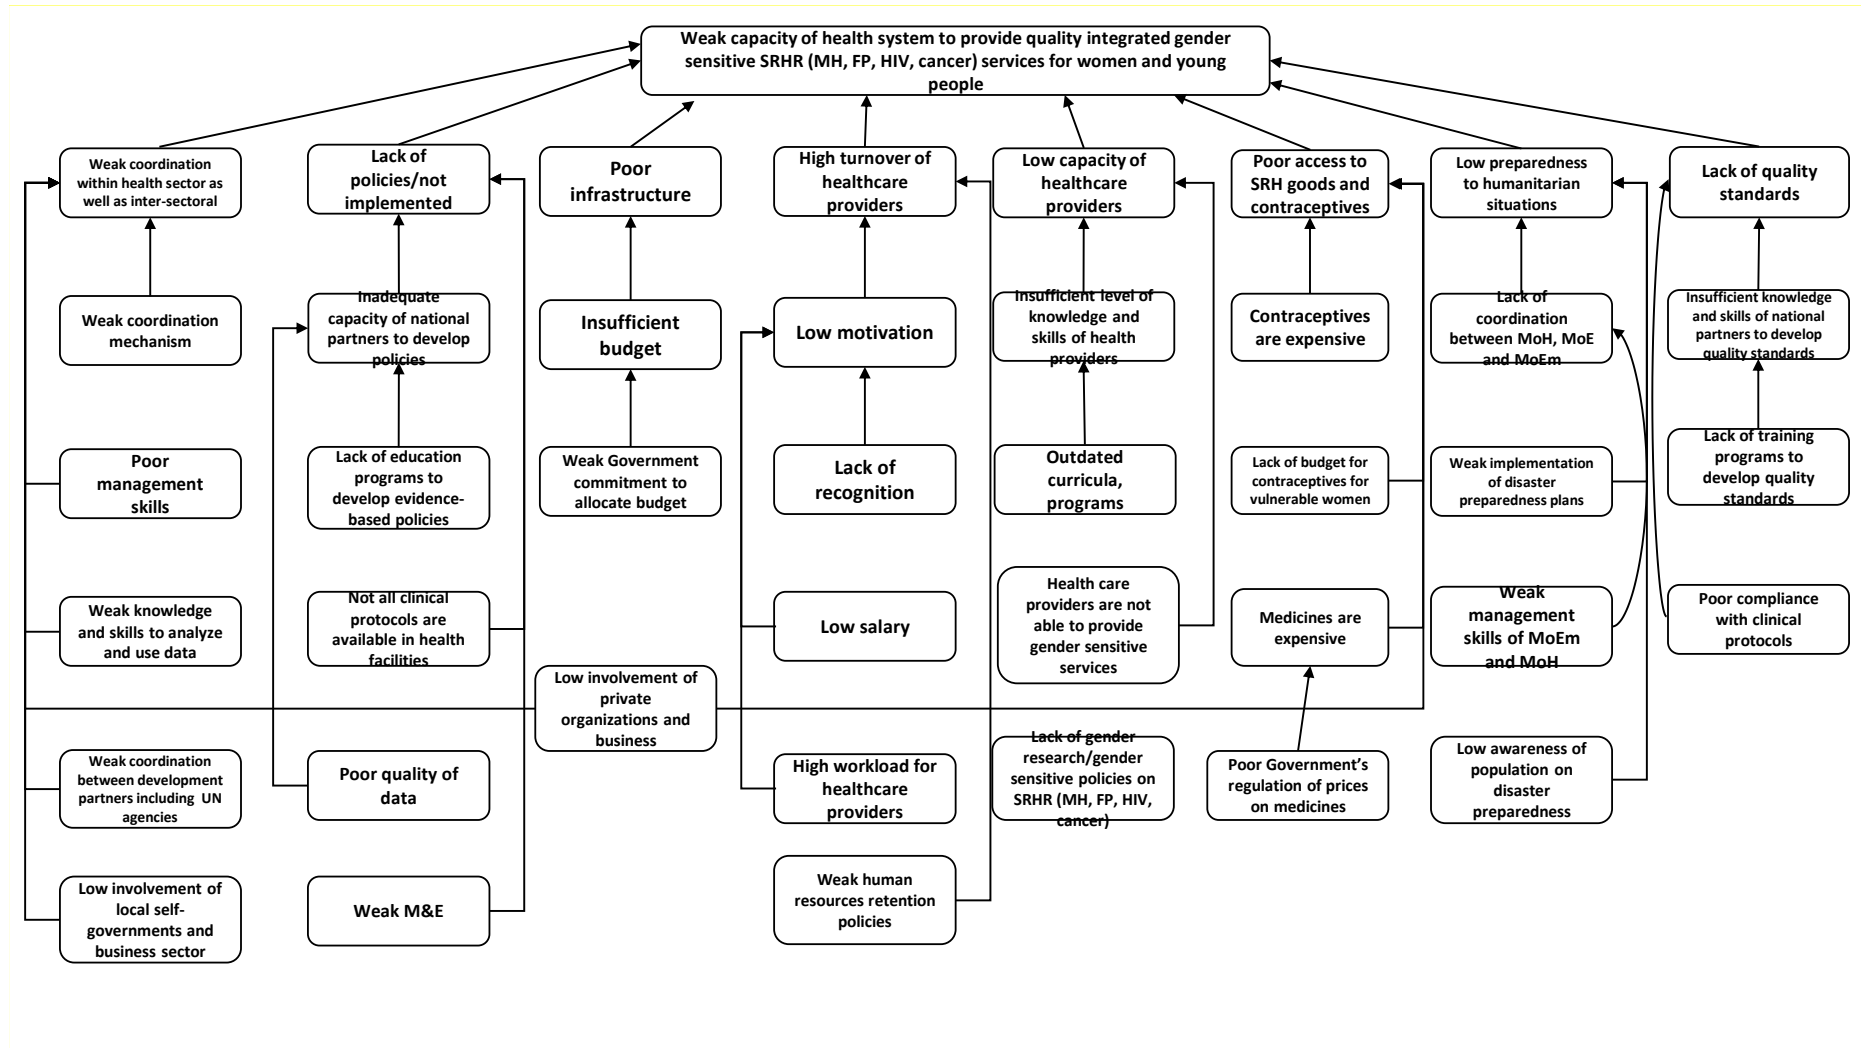 Weak capacity of health system to provide quality integrated gender
sensitive SRHR (MH, FP, HIV, cancer) services for women and young
people
Weak coordination
within health sector as
well as inter-sectoral
Lack of
policies/not
implemented
Poor
infrastructure
High turnover of
healthcare
providers
Low capacity of
healthcare
providers
Poor access to
SRH goods and
contraceptives
Low preparedness
to humanitarian
situations
Lack of quality
standards
Weak coordination
mechanism
Inadequate
capacity of national
partners to develop
policies
Insufficient
budget
Low motivation
Insufficient level of
knowledge and
skills of health
providers
Contraceptives
are expensive
Lack of
coordination
between MoH, MoE
and MoEm
Insufficient knowledge
and skills of national
partners to develop
quality standards
Poor
management
skills
Lack of education
programs to
develop evidence-
based policies
Weak Government
commitment to
allocate budget
Lack of
recognition
Outdated
curricula,
programs
Lack of budget for
contraceptives for
vulnerable women
Weak implementation
of disaster
preparedness plans
Lack of training
programs to
develop quality
standards
Weak knowledge
and skills to analyze
and use data
Not all clinical
protocols are
available in health
facilities
Low salary
Health care
providers are not
able to provide
gender sensitive
services
Medicines are
expensive
Weak
management
skills of MoEm
and MoH
Poor compliance
with clinical
protocols
Low involvement of
private
organizations and
business
Weak coordination
between development
partners including UN
agencies
Poor quality of
data
High workload for
healthcare
providers
Lack of gender
research/gender
sensitive policies on
SRHR (MH, FP, HIV,
cancer)
Poor Government’s
regulation of prices
on medicines
Low awareness of
population on
disaster
preparedness
Low involvement of
local self-
governments and
business sector
Weak M&E
Weak human
resources retention
policies